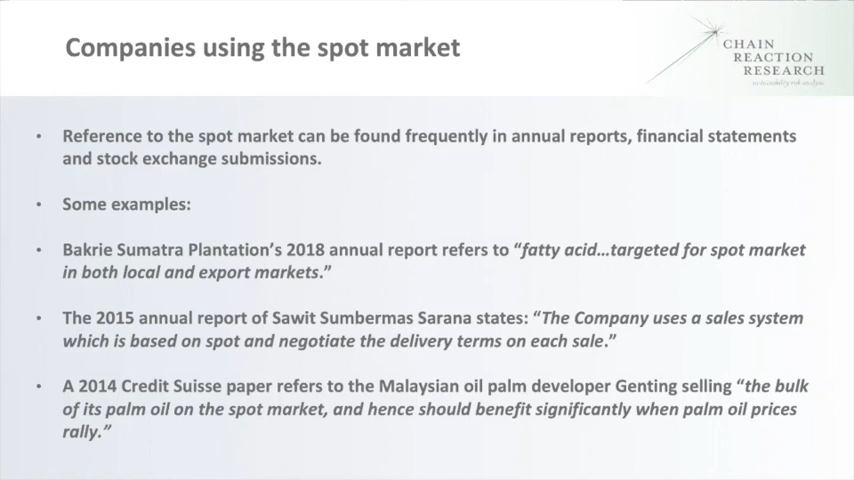 Companies using the spot market
CHAIN
REACTION
RESEARCH
sustainability risk analysis
• Reference to the spot market can be found frequently in annual reports, financial statements
and stock exchange submissions.
• Some examples:
• Bakrie Sumatra Plantation’s 2018 annual report refers to “fatty acid…targeted for spot market
in both local and export markets.”
• The 2015 annual report of Sawit Sumbermas Sarana states: “The Company uses a sales system
which is based on spot and negotiate the delivery terms on each sale.”
• A 2014 Credit Suisse paper refers to the Malaysian oil palm developer Genting selling “the bulk
of its palm oil on the spot market, and hence should benefit significantly when palm oil prices
rally.”